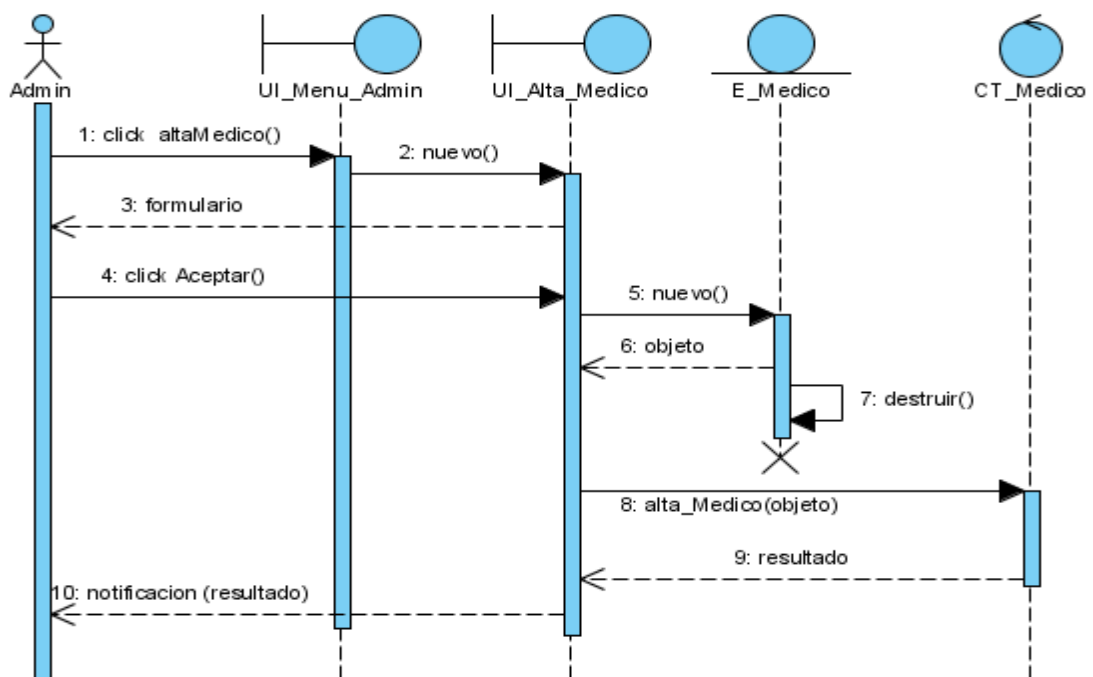 Admin
UI_Menu_Admin
UI_Alta_Medico
E_Medico
CT_Medico
1: click altaMedico()
2: nuevo()
3: formulario
4: click Aceptar()
5: nuevo()
6: objeto
7: destruir()
8: alta_Medico(objeto)
9: resultado
10: notificacion (resultado)